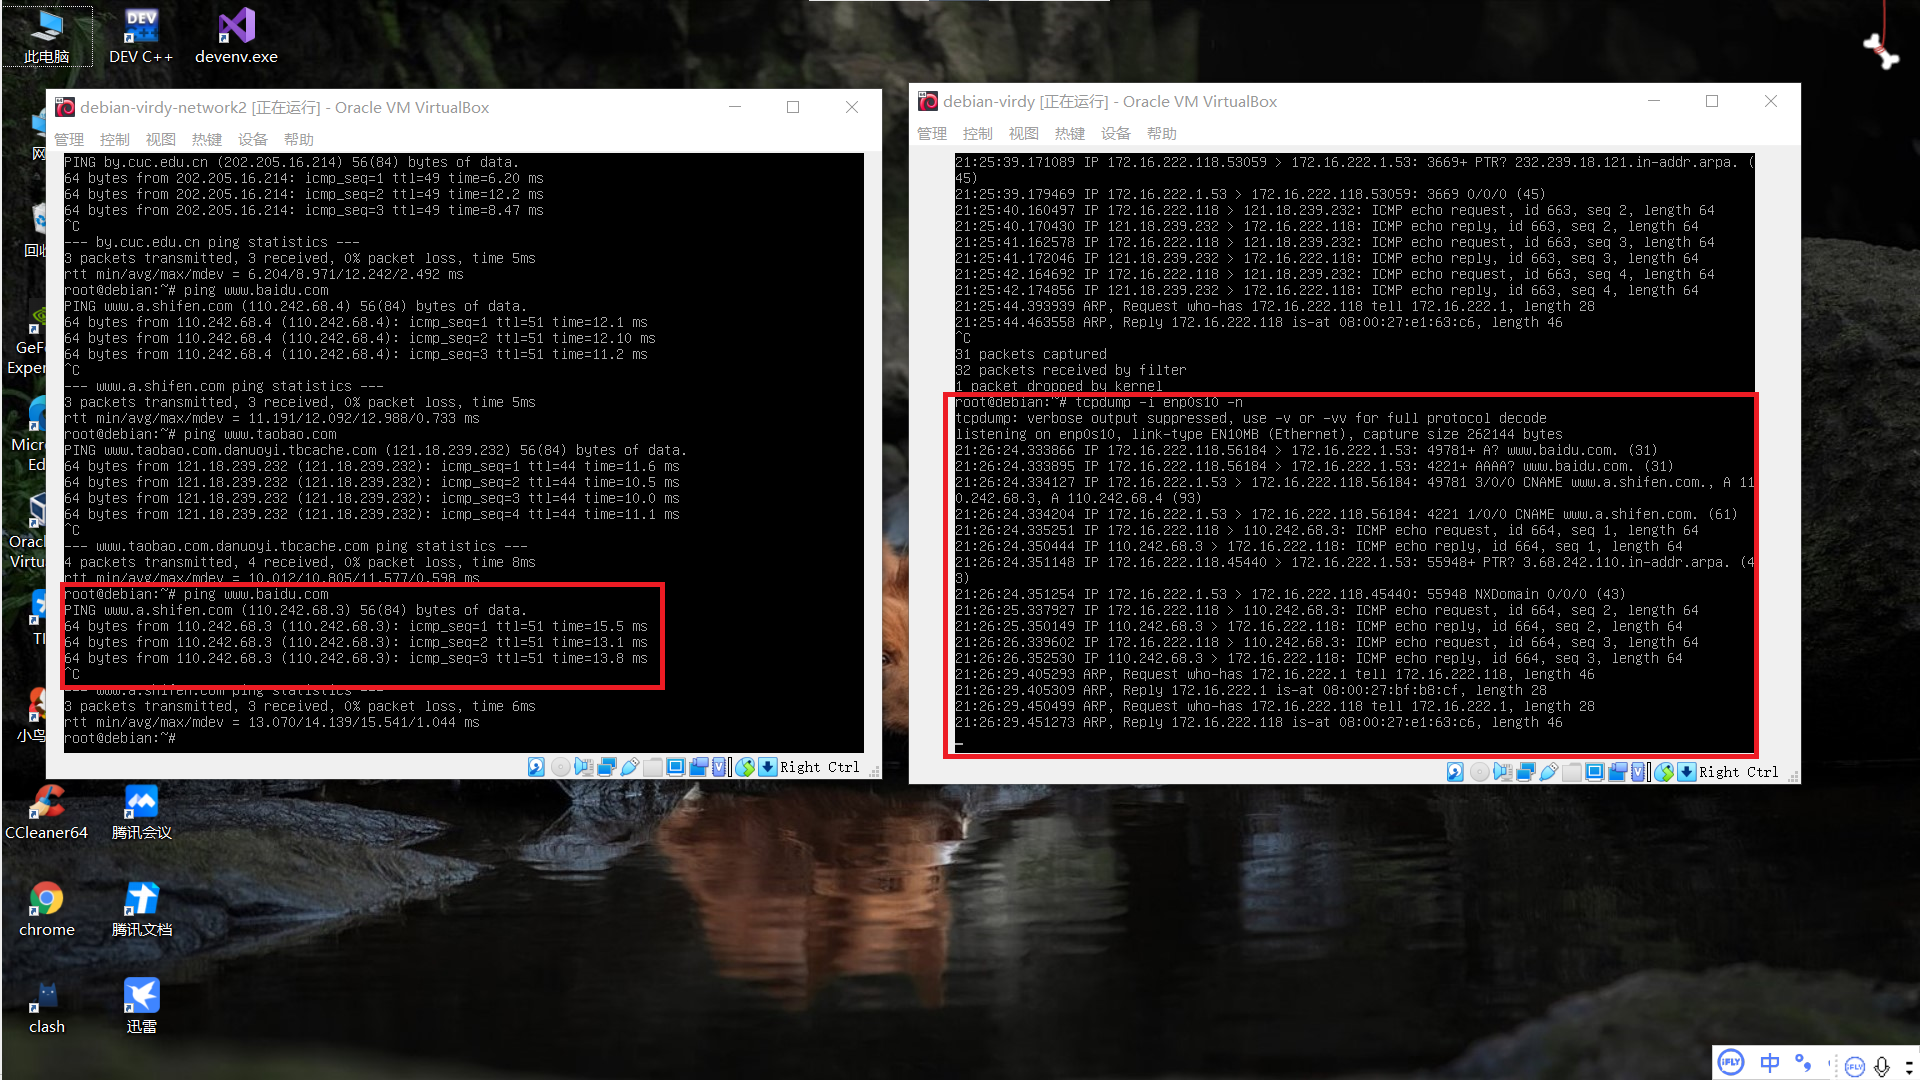 此电脑
DEV C++
devenv.exe
debian-virdy-network2 [正在运行] - Oracle VM VirtualBox
管理 控制 视图 热键 设备 帮助
PING by.cuc.edu.cn (202.205.16.214) 56(84) bytes of data.
64 bytes from 202.205.16.214: icmp_seq=1 ttl=49 time=6.20 ms
64 bytes from 202.205.16.214: icmp_seq=2 ttl=49 time=12.2 ms
64 bytes from 202.205.16.214: icmp_seq=3 ttl=49 time=8.47 ms
^C
--- by.cuc.edu.cn ping statistics ---
3 packets transmitted, 3 received, 0% packet loss, time 5ms
rtt min/avg/max/mdev = 6.204/8.971/12.242/2.492 ms
root@debian:~# ping www.baidu.com
PING www.a.shifen.com (110.242.68.4) 56(84) bytes of data.
64 bytes from 110.242.68.4 (110.242.68.4): icmp_seq=1 ttl=51 time=12.1 ms
64 bytes from 110.242.68.4 (110.242.68.4): icmp_seq=2 ttl=51 time=12.10 ms
64 bytes from 110.242.68.4 (110.242.68.4): icmp_seq=3 ttl=51 time=11.2 ms
^C
--- www.a.shifen.com ping statistics ---
3 packets transmitted, 3 received, 0% packet loss, time 5ms
rtt min/avg/max/mdev = 11.191/12.092/12.988/0.733 ms
root@debian:~# ping www.taobao.com
PING www.taobao.com.danuoyi.tbcache.com (121.18.239.232) 56(84) bytes of data.
64 bytes from 121.18.239.232 (121.18.239.232): icmp_seq=1 ttl=44 time=11.6 ms
64 bytes from 121.18.239.232 (121.18.239.232): icmp_seq=2 ttl=44 time=10.5 ms
64 bytes from 121.18.239.232 (121.18.239.232): icmp_seq=3 ttl=44 time=10.0 ms
64 bytes from 121.18.239.232 (121.18.239.232): icmp_seq=4 ttl=44 time=11.1 ms
^C
--- www.taobao.com.danuoyi.tbcache.com ping statistics ---
4 packets transmitted, 4 received, 0% packet loss, time 8ms
rtt min/avg/max/mdev = 10.012/10.805/11.577/0.598 ms
root@debian:~# ping www.baidu.com
PING www.a.shifen.com (110.242.68.3) 56(84) bytes of data.
64 bytes from 110.242.68.3 (110.242.68.3): icmp_seq=1 ttl=51 time=15.5 ms
64 bytes from 110.242.68.3 (110.242.68.3): icmp_seq=2 ttl=51 time=13.1 ms
64 bytes from 110.242.68.3 (110.242.68.3): icmp_seq=3 ttl=51 time=13.8 ms
^C
--- www.a.shifen.com ping statistics ---
3 packets transmitted, 3 received, 0% packet loss, time 6ms
rtt min/avg/max/mdev = 13.070/14.139/15.541/1.044 ms
root@debian:~#
Right Ctrl
debian-virdy [正在运行] - Oracle VM VirtualBox
管理 控制 视图 热键 设备 帮助
21:25:39.171089 IP 172.16.222.118.53059 > 172.16.222.1.53: 3669+ PTR? 232.239.18.121.in-addr.arpa. (
45)
21:25:39.179469 IP 172.16.222.1.53 > 172.16.222.118.53059: 3669 0/0/0 (45)
21:25:40.160497 IP 172.16.222.118 > 121.18.239.232: ICMP echo request, id 663, seq 2, length 64
21:25:40.170430 IP 121.18.239.232 > 172.16.222.118: ICMP echo reply, id 663, seq 2, length 64
21:25:41.162578 IP 172.16.222.118 > 121.18.239.232: ICMP echo request, id 663, seq 3, length 64
21:25:41.172046 IP 121.18.239.232 > 172.16.222.118: ICMP echo reply, id 663, seq 3, length 64
21:25:42.164692 IP 172.16.222.118 > 121.18.239.232: ICMP echo request, id 663, seq 4, length 64
21:25:42.174856 IP 121.18.239.232 > 172.16.222.118: ICMP echo reply, id 663, seq 4, length 64
21:25:44.393939 ARP, Request who-has 172.16.222.118 tell 172.16.222.1, length 28
21:25:44.463558 ARP, Reply 172.16.222.118 is-at 08:00:27:e1:63:c6, length 46
^C
31 packets captured
32 packets received by filter
1 packet dropped by kernel
root@debian:~# tcpdump -i enp0s10 -n
tcpdump: verbose output suppressed, use -v or -vv for full protocol decode
listening on enp0s10, link-type EN10MB (Ethernet), capture size 262144 bytes
21:26:24.333866 IP 172.16.222.118.56184 > 172.16.222.1.53: 49781+ A? www.baidu.com. (31)
21:26:24.333895 IP 172.16.222.118.56184 > 172.16.222.1.53: 4221+ AAAA? www.baidu.com. (31)
21:26:24.334127 IP 172.16.222.1.53 > 172.16.222.118.56184: 49781 3/0/0 CNAME www.a.shifen.com., A 11
0.242.68.3, A 110.242.68.4 (93)
21:26:24.334204 IP 172.16.222.1.53 > 172.16.222.118.56184: 4221 1/0/0 CNAME www.a.shifen.com. (61)
21:26:24.335251 IP 172.16.222.118 > 110.242.68.3: ICMP echo request, id 664, seq 1, length 64
21:26:24.350444 IP 110.242.68.3 > 172.16.222.118: ICMP echo reply, id 664, seq 1, length 64
21:26:24.351148 IP 172.16.222.118.45440 > 172.16.222.1.53: 55948+ PTR? 3.68.242.110.in-addr.arpa. (4
3)
21:26:24.351254 IP 172.16.222.1.53 > 172.16.222.118.45440: 55948 NXDomain 0/0/0 (43)
21:26:25.337927 IP 172.16.222.118 > 110.242.68.3: ICMP echo request, id 664, seq 2, length 64
21:26:25.350149 IP 110.242.68.3 > 172.16.222.118: ICMP echo reply, id 664, seq 2, length 64
21:26:26.339602 IP 172.16.222.118 > 110.242.68.3: ICMP echo request, id 664, seq 3, length 64
21:26:26.352530 IP 110.242.68.3 > 172.16.222.118: ICMP echo reply, id 664, seq 3, length 64
21:26:29.405293 ARP, Request who-has 172.16.222.1 tell 172.16.222.118, length 46
21:26:29.405309 ARP, Reply 172.16.222.1 is-at 08:00:27:bf:b8:cf, length 28
21:26:29.450499 ARP, Request who-has 172.16.222.118 tell 172.16.222.1, length 28
21:26:29.451273 ARP, Reply 172.16.222.118 is-at 08:00:27:e1:63:c6, length 46
Right Ctrl
网
回收
GeFo
Exper
Micro
Ed
Oracl
Virtu
小鸟
CCleaner64
腾讯会议
chrome
腾讯文档
clash
迅雷
iFLY 中
iFLY